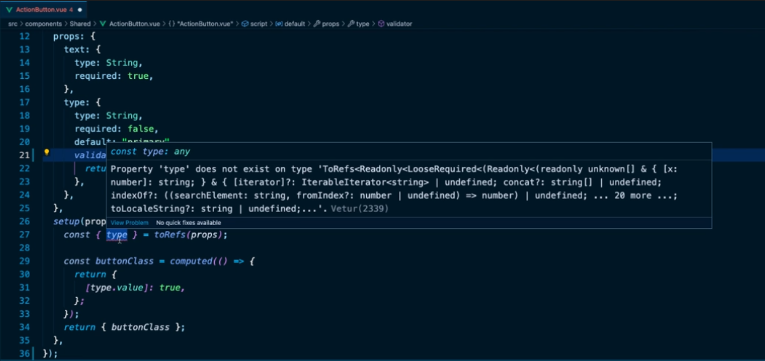 ActionButton.vue 4
src > components > Shared > ActionButton.vue > {} "ActionButton.vue" > script > default > props > type > validator
12 props: {
13 text: {
14 type: String,
15 required: true,
16 },
17 type: {
18 type: String,
19 required: false,
20 default: "primary"
21 valida
22 retu
23 },
24 },
25 },
26 setup(prop
27 const { type } = toRefs(props);
28
29 const buttonClass = computed(() => {
30 return {
31 [type.value]: true,
32 };
33 });
34 return { buttonClass };
35 },
36 });
const type: any
Property 'type' does not exist on type 'ToRefs<Readonly<LooseRequired<(Readonly<(readonly unknown[] & { [x:
number]: string; } & { [iterator]?: IterableIterator<string> | undefined; concat?: string[] | undefined;
indexOf?: ((searchElement: string, fromIndex?: number | undefined) => number) | undefined; ... 20 more ...;
toLocaleString?: string | undefined;...'. Vetur(2339)
View Problem No quick fixes available